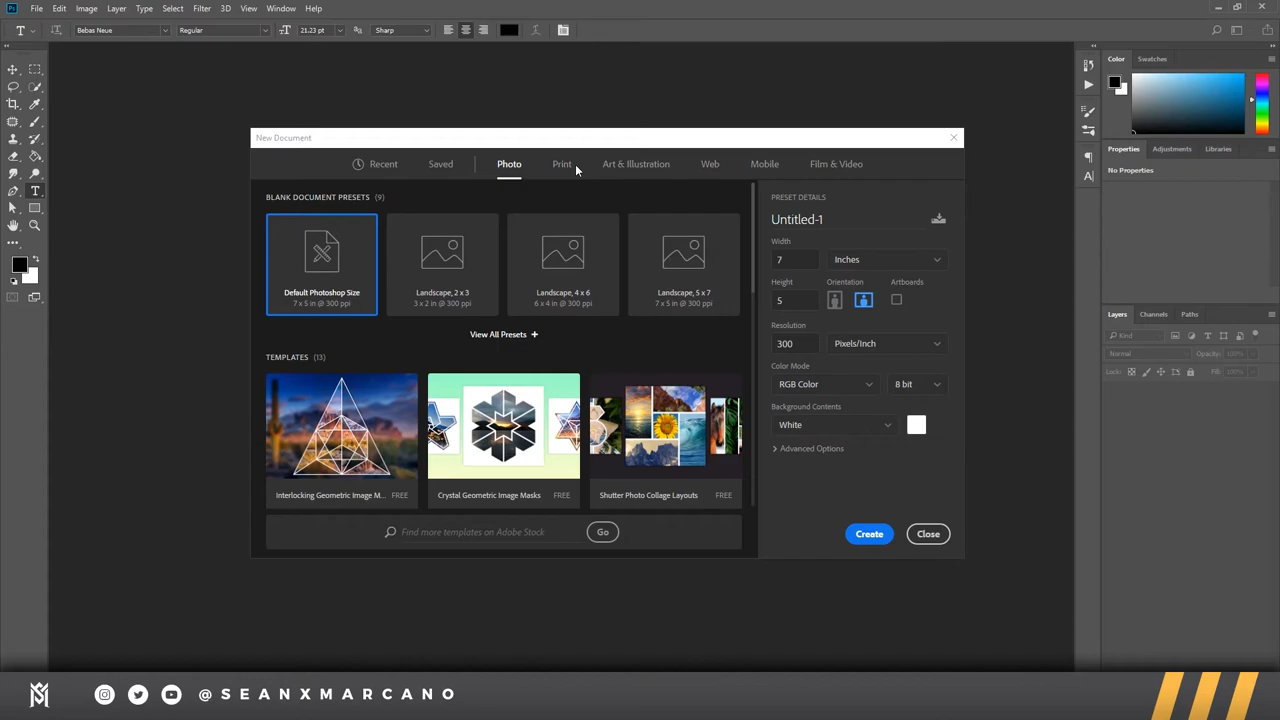 Ps File Edit Image Layer Type Select Filter 3D View Window Help
T Bebas Neue Regular 21.23 pt Sharp
Color Swatches
Properties Adjustments Libraries
No Properties
New Document
Recent Saved Photo Print Art & Illustration Web Mobile Film & Video
BLANK DOCUMENT PRESETS (9)
Default Photoshop Size
7 x 5 in @ 300 ppi
Landscape, 2 x 3
3 x 2 in @ 300 ppi
Landscape, 4 x 6
6 x 4 in @ 300 ppi
Landscape, 5 x 7
7 x 5 in @ 300 ppi
View All Presets +
TEMPLATES (13)
Interlocking Geometric Image M... FREE
Crystal Geometric Image Masks FREE
Shutter Photo Collage Layouts FREE
Find more templates on Adobe Stock Go
PRESET DETAILS
Untitled-1
Width
7 Inches
Height Orientation Artboards
5
Resolution
300 Pixels/Inch
Color Mode
RGB Color 8 bit
Background Contents
White
Advanced Options
Create Close
Layers Channels Paths
Kind
Normal Opacity: 100%
Lock: Fill: 100%
@SEANXMARCANO